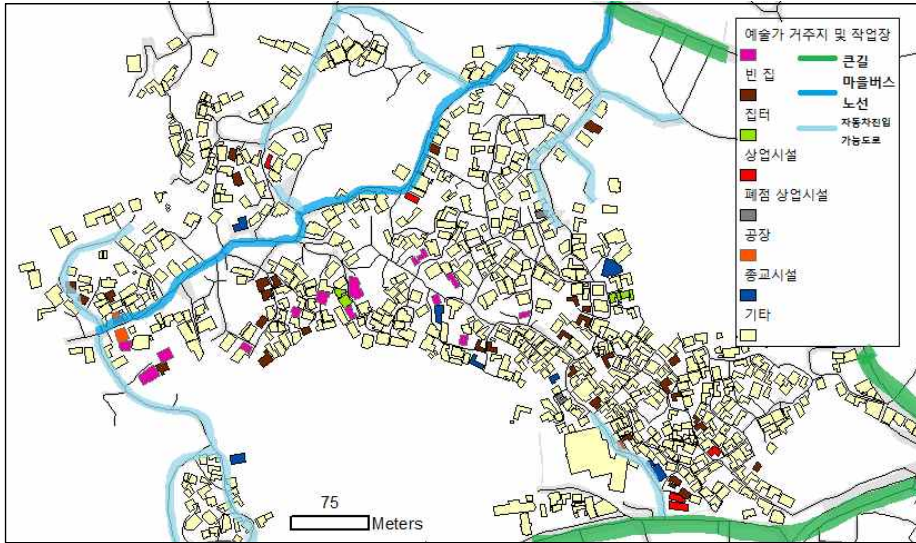 예술가 거주지 및 작업장
큰길
빈 집
마을버스
노선
집터
자동차진입
가능도로
상업시설
폐점 상업시설
공장
종교시설
기타
75
Meters